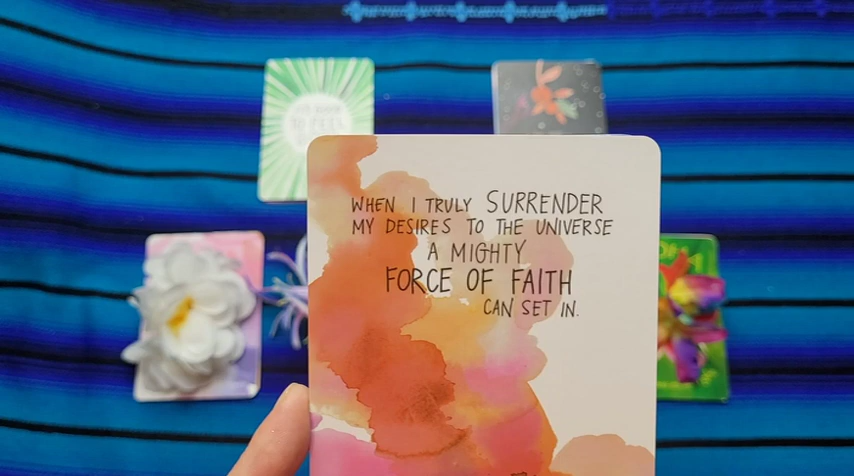 WHEN I TRULY SURRENDER
MY DESIRES TO THE UNIVERSE
A MIGHTY
FORCE OF FAITH
CAN SET IN.